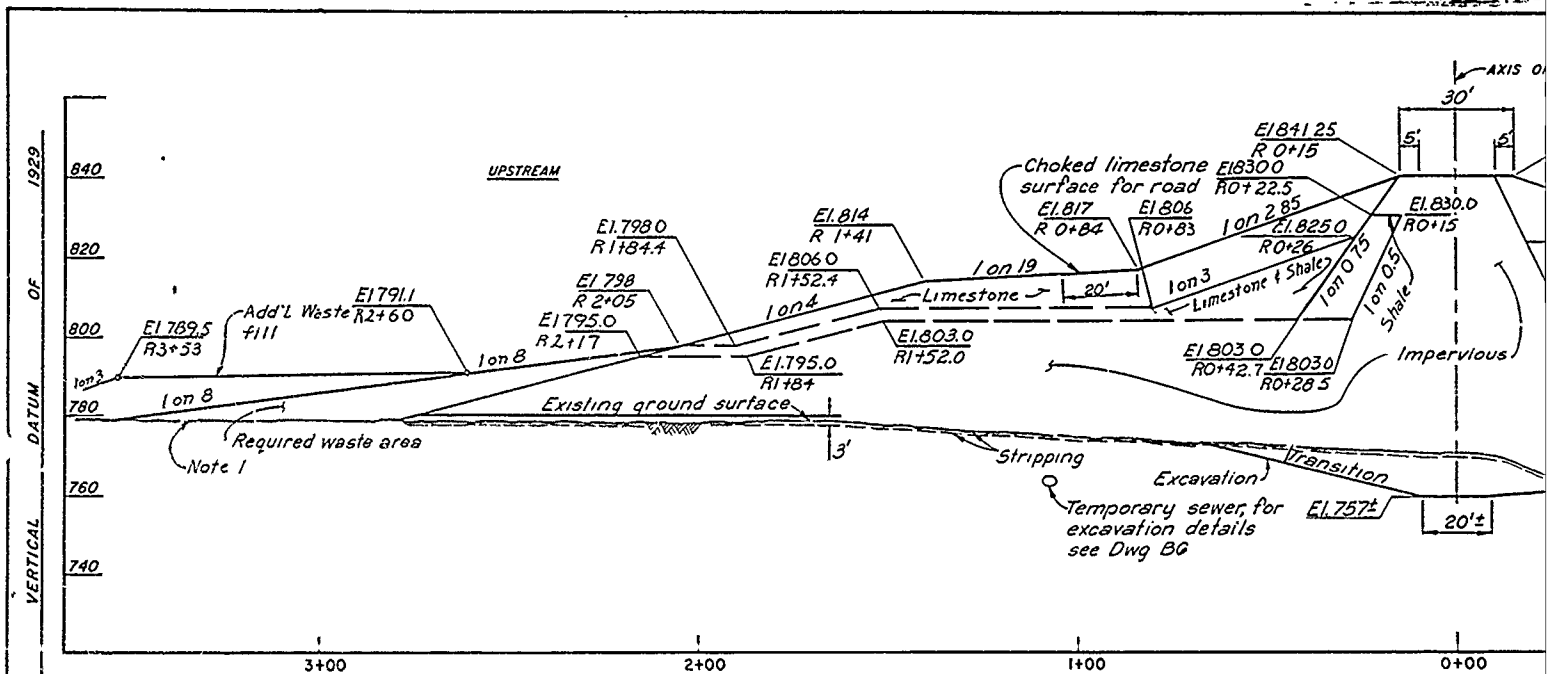 AXIS
30'
5'
5'
El 841 25
R 0+15
UPSTREAM
Choked limestone
surface for road
El 830 0
R0+22.5
El.817
R 0+84
El 806
R0+83
1 on 2 85
El.825 0
R0+26
El.830.0
R0+15
El.798 0
R 1+84.4
El.814
R 1+41
El 806 0
R1+52.4
1 on 19
20'
Limestone
1 on 3
Limestone & Shale
1 on 0 75
1 on 0.5
Shale
El 798
R 2+05
1 on 4
El 795.0
R 2+17
Add'L Waste
fill
El 791.1
R2+60
El 789.5
R3+53
1 on 3
1 on 8
1 on 8
El.803.0
R1+52.0
El.795.0
R1+84
El 803 0
R0+42.7
El 803 0
R0+28 5
Impervious
Existing ground surface
3'
Required waste area
Note 1
Stripping
Excavation
Transition
Temporary sewer, for
excavation details
see Dwg BG
El.757±
20'±
VERTICAL DATUM OF 1929
840
820
800
780
760
740
3+00
2+00
1+00
0+00